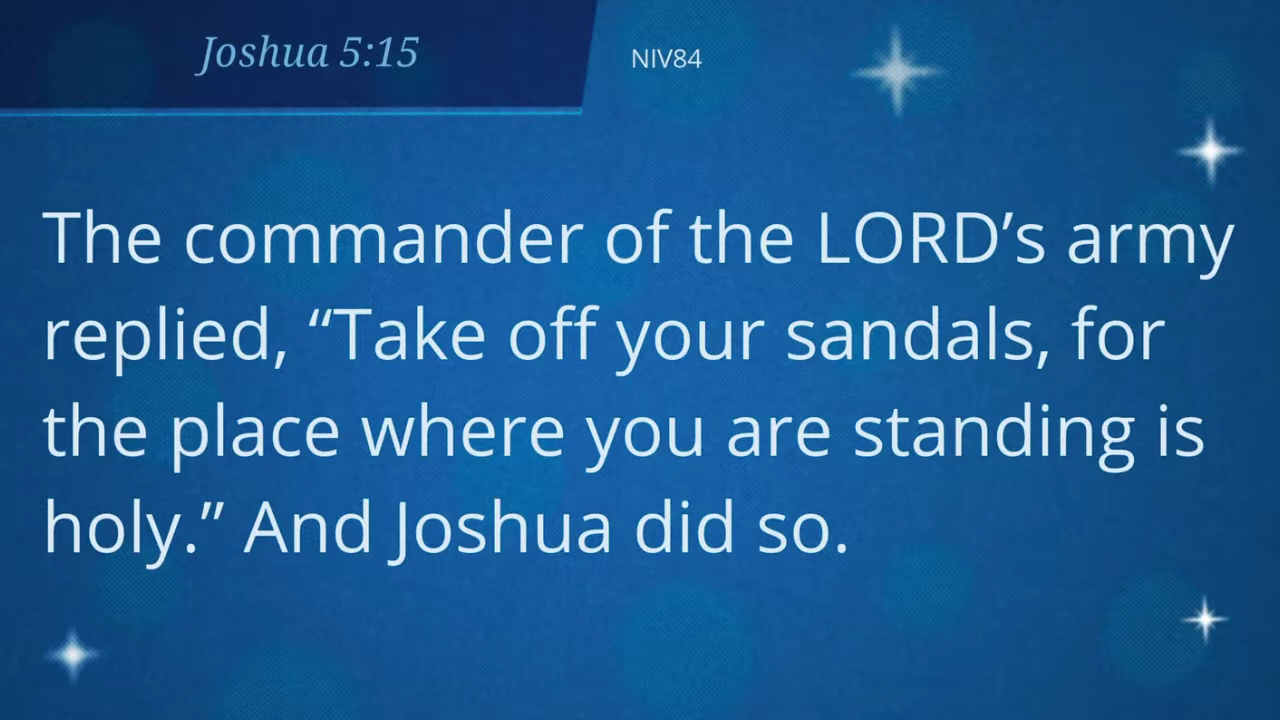 Joshua 5:15
NIV84
The commander of the LORD’s army
replied, “Take off your sandals, for
the place where you are standing is
holy.” And Joshua did so.